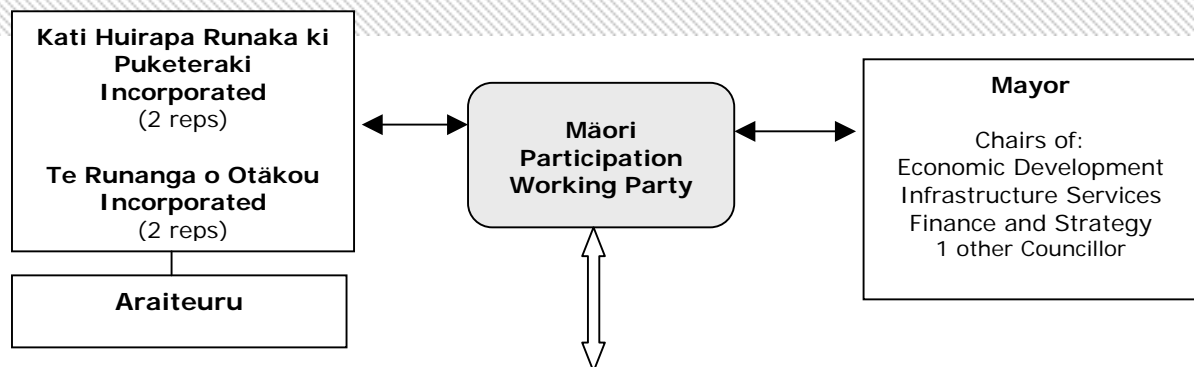 Kati Huirapa Runaka ki
Puketeraki
Incorporated
(2 reps)
Te Runanga o Otäkou
Incorporated
(2 reps)
Araiteuru
Mäori
Participation
Working Party
Mayor
Chairs of:
Economic Development
Infrastructure Services
Finance and Strategy
1 other Councillor